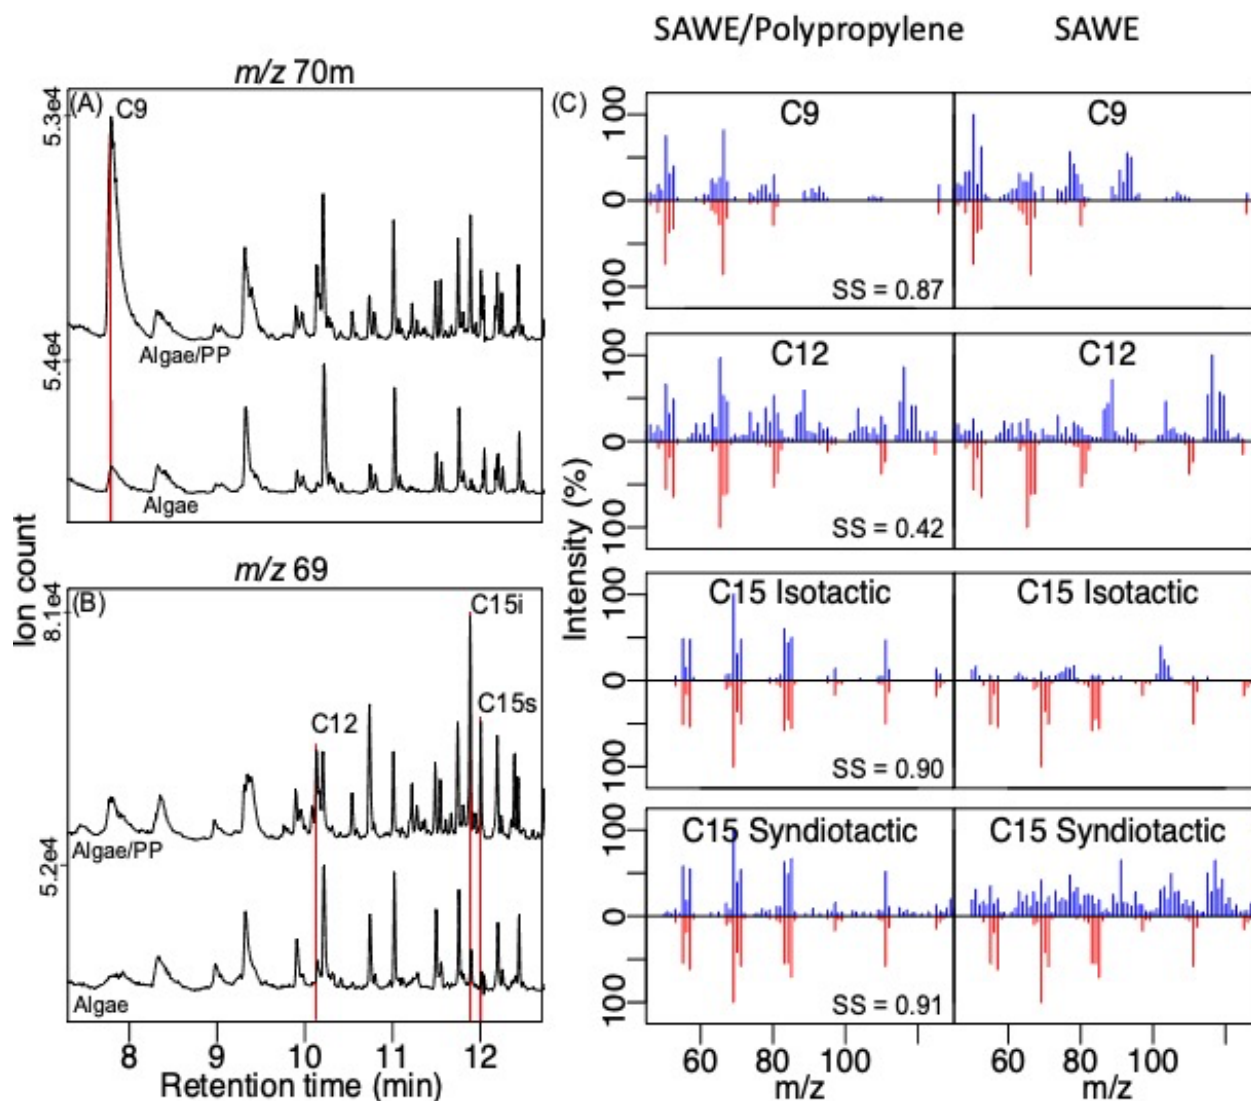 SAWE/Polypropylene SAWE
m/z 70m
(A) C9
5.3e4
Algae/PP
5.4e4
Algae
Ion count
m/z 69
(B) C15i
8.1e4
C15s
C12
Algae/PP
5.2e4
Algae
8 9 10 11 12
Retention time (min)
(C)
Intensity (%)
C9 C9
100
0
100
SS = 0.87
C12 C12
100
0
100
SS = 0.42
C15 Isotactic C15 Isotactic
100
0
100
SS = 0.90
C15 Syndiotactic C15 Syndiotactic
100
0
100
SS = 0.91
60 80 100 60 80 100
m/z m/z